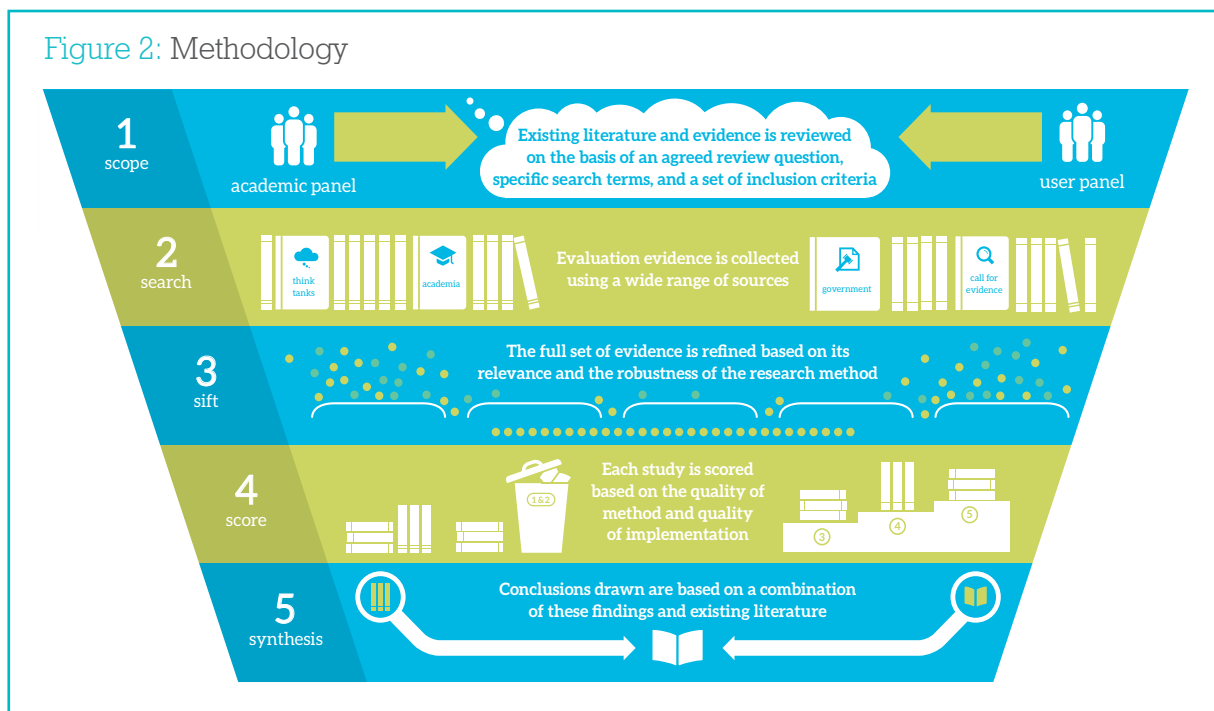 Figure 2: Methodology
1
scope
academic panel
Existing literature and evidence is reviewed
on the basis of an agreed review question,
specific search terms, and a set of inclusion criteria
user panel
2
search
think
tanks
academia
Evaluation evidence is collected
using a wide range of sources
government
call for
evidence
3
sift
The full set of evidence is refined based on its
relevance and the robustness of the research method
4
score
1 & 2
Each study is scored
based on the quality of
method and quality
of implementation
3
4
5
5
synthesis
Conclusions drawn are based on a combination
of these findings and existing literature